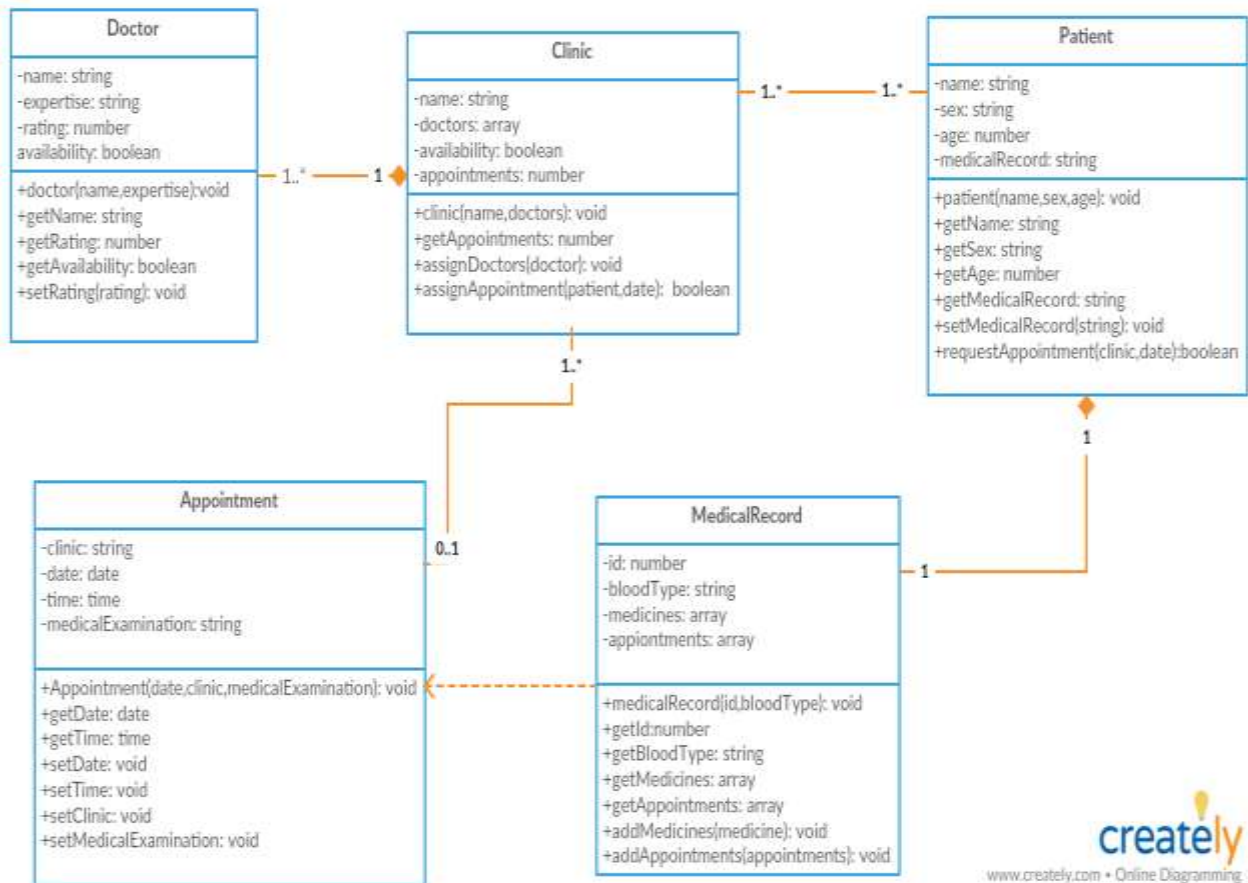 Doctor
-name: string
-expertise: string
-rating: number
availability: boolean
+doctor(name,expertise):void
+getName: string
+getRating: number
+getAvailability: boolean
+setRating(rating): void
1..*
1
Clinic
-name: string
-doctors: array
-availability: boolean
-appointments: number
+clinic(name,doctors): void
+getAppointments: number
+assignDoctors(doctor): void
+assignAppointment(patient,date): boolean
1..*
1..*
Patient
-name: string
-sex: string
-age: number
-medicalRecord: string
+patient(name,sex,age): void
+getName: string
+getSex: string
+getAge: number
+getMedicalRecord: string
+setMedicalRecord(string): void
+requestAppointment(clinic,date):boolean
1..*
0..1
1
1
Appointment
-clinic: string
-date: date
-time: time
-medicalExamination: string
+Appointment(date,clinic,medicalExamination): void
+getDate: date
+getTime: time
+setDate: void
+setTime: void
+setClinic: void
+setMedicalExamination: void
MedicalRecord
-id: number
-bloodType: string
-medicines: array
-appiontments: array
+medicalRecord(id,bloodType): void
+getId:number
+getBloodType: string
+getMedicines: array
+getAppointments: array
+addMedicines(medicine): void
+addAppointments(appointments): void
creately
www.creately.com • Online Diagramming